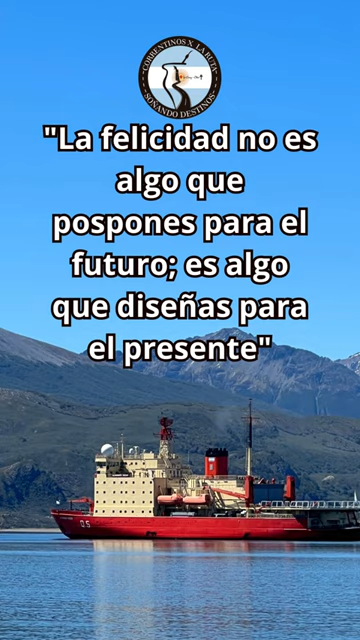 CORRENTINOS X LA RUTA
SOÑANDO DESTINOS
"La felicidad no es
algo que
pospones para el
futuro; es algo
que diseñas para
el presente"
Q5